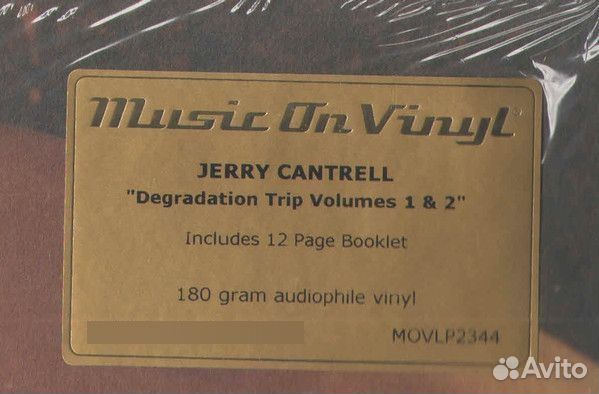 Music On Vinyl®
JERRY CANTRELL
"Degradation Trip Volumes 1 & 2"
Includes 12 Page Booklet
180 gram audiophile vinyl
MOVLP2344
Avito